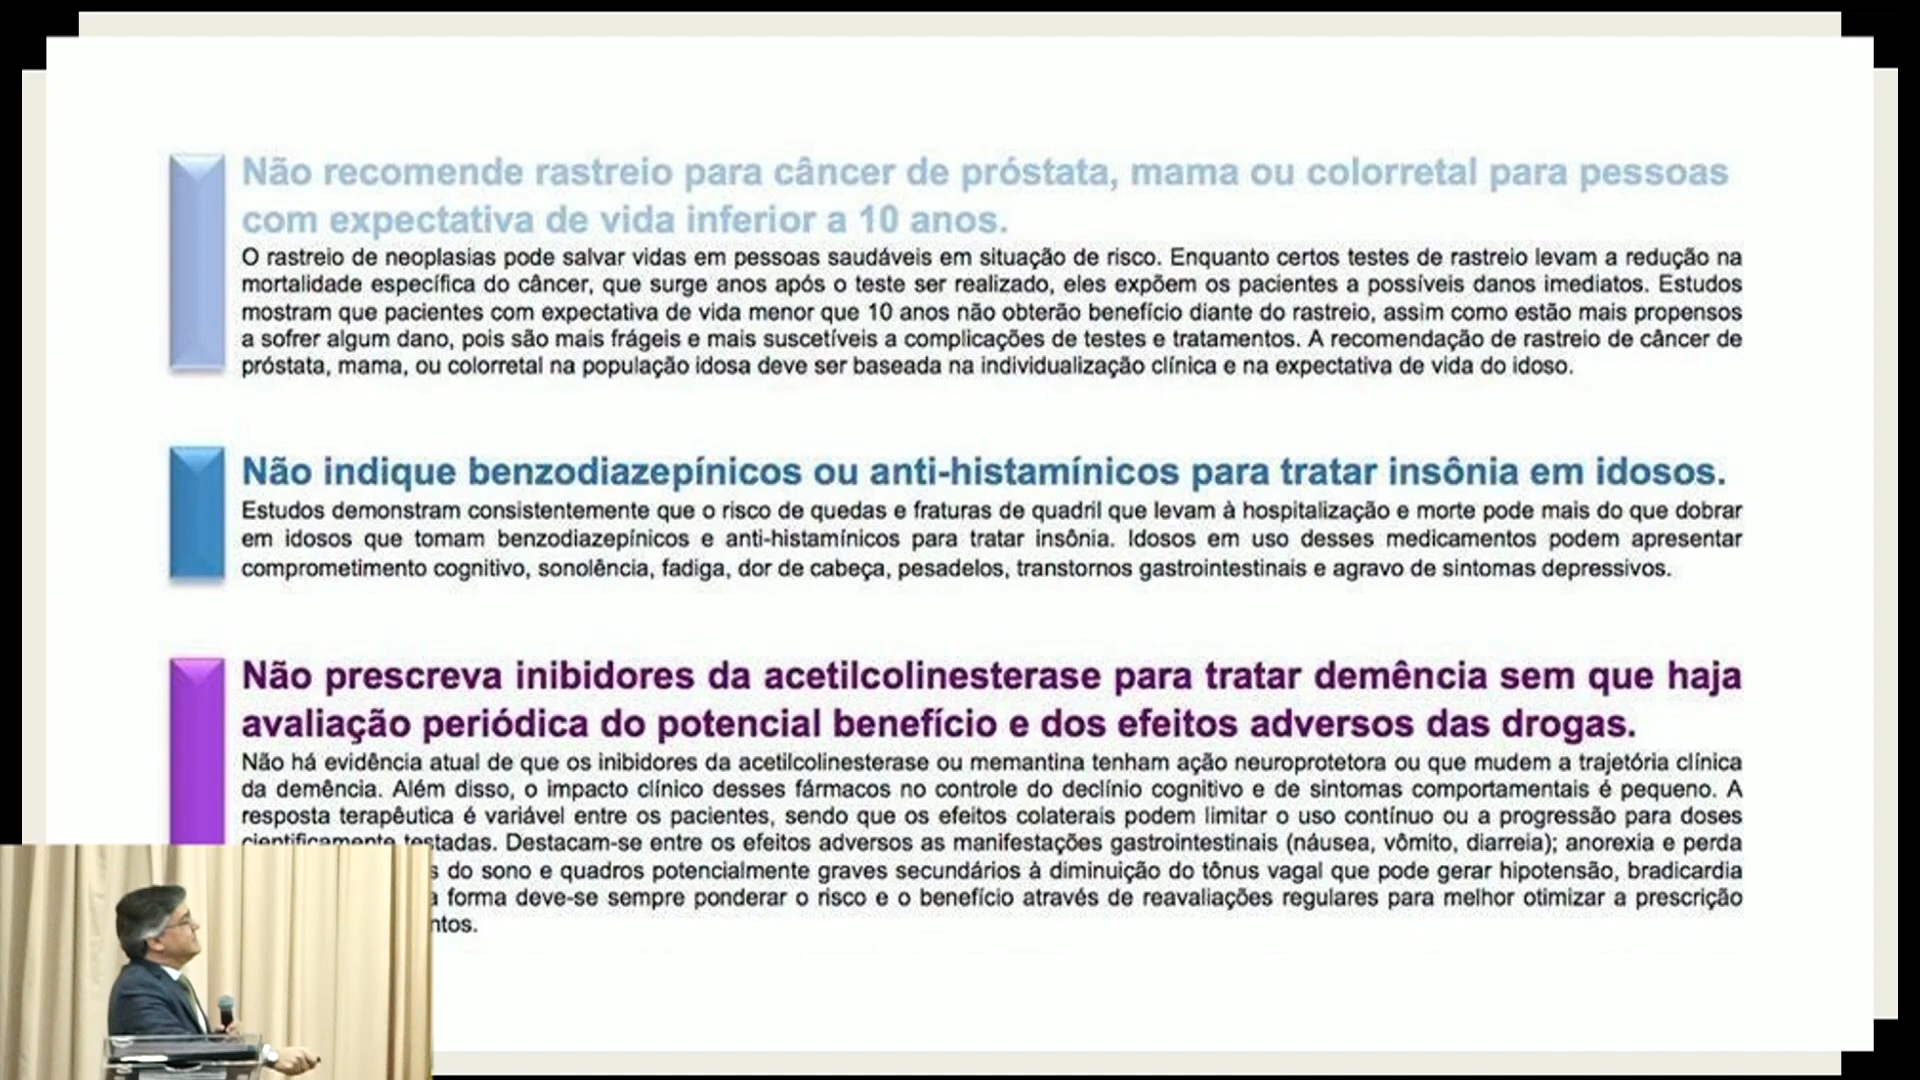 Não recomende rastreio para câncer de próstata, mama ou colorretal para pessoas
com expectativa de vida inferior a 10 anos.
O rastreio de neoplasias pode salvar vidas em pessoas saudáveis em situação de risco. Enquanto certos testes de rastreio levam a redução na
mortalidade específica do câncer, que surge anos após o teste ser realizado, eles expõem os pacientes a possíveis danos imediatos. Estudos
mostram que pacientes com expectativa de vida menor que 10 anos não obterão benefício diante do rastreio, assim como estão mais propensos
a sofrer algum dano, pois são mais frágeis e mais suscetíveis a complicações de testes e tratamentos. A recomendação de rastreio de câncer de
próstata, mama, ou colorretal na população idosa deve ser baseada na individualização clínica e na expectativa de vida do idoso.
Não indique benzodiazepínicos ou anti-histamínicos para tratar insônia em idosos.
Estudos demonstram consistentemente que o risco de quedas e fraturas de quadril que levam à hospitalização e morte pode mais do que dobrar
em idosos que tomam benzodiazepínicos e anti-histamínicos para tratar insônia. Idosos em uso desses medicamentos podem apresentar
comprometimento cognitivo, sonolência, fadiga, dor de cabeça, pesadelos, transtornos gastrointestinais e agravo de sintomas depressivos.
Não prescreva inibidores da acetilcolinesterase para tratar demência sem que haja
avaliação periódica do potencial benefício e dos efeitos adversos das drogas.
Não há evidência atual de que os inibidores da acetilcolinesterase ou memantina tenham ação neuroprotetora ou que mudem a trajetória clínica
da demência. Além disso, o impacto clínico desses fármacos no controle do declínio cognitivo e de sintomas comportamentais é pequeno. A
resposta terapêutica é variável entre os pacientes, sendo que os efeitos colaterais podem limitar o uso contínuo ou a progressão para doses
cientificamente testadas. Destacam-se entre os efeitos adversos as manifestações gastrointestinais (náusea, vômito, diarreia); anorexia e perda
do sono e quadros potencialmente graves secundários à diminuição do tônus vagal que pode gerar hipotensão, bradicardia
forma deve-se sempre ponderar o risco e o benefício através de reavaliações regulares para melhor otimizar a prescrição
ntos.